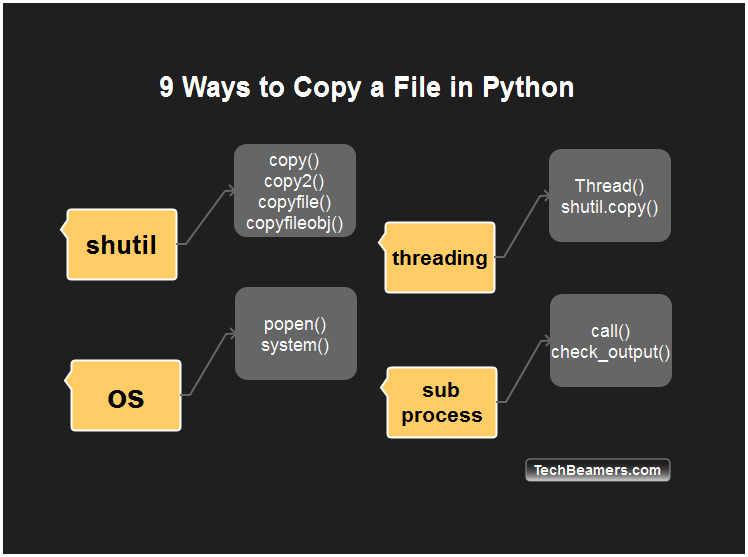 9 Ways to Copy a File in Python
shutil
copy()
copy2()
copyfile()
copyfileobj()
threading
Thread()
shutil.copy()
OS
popen()
system()
sub
process
call()
check_output()
TechBeamers.com